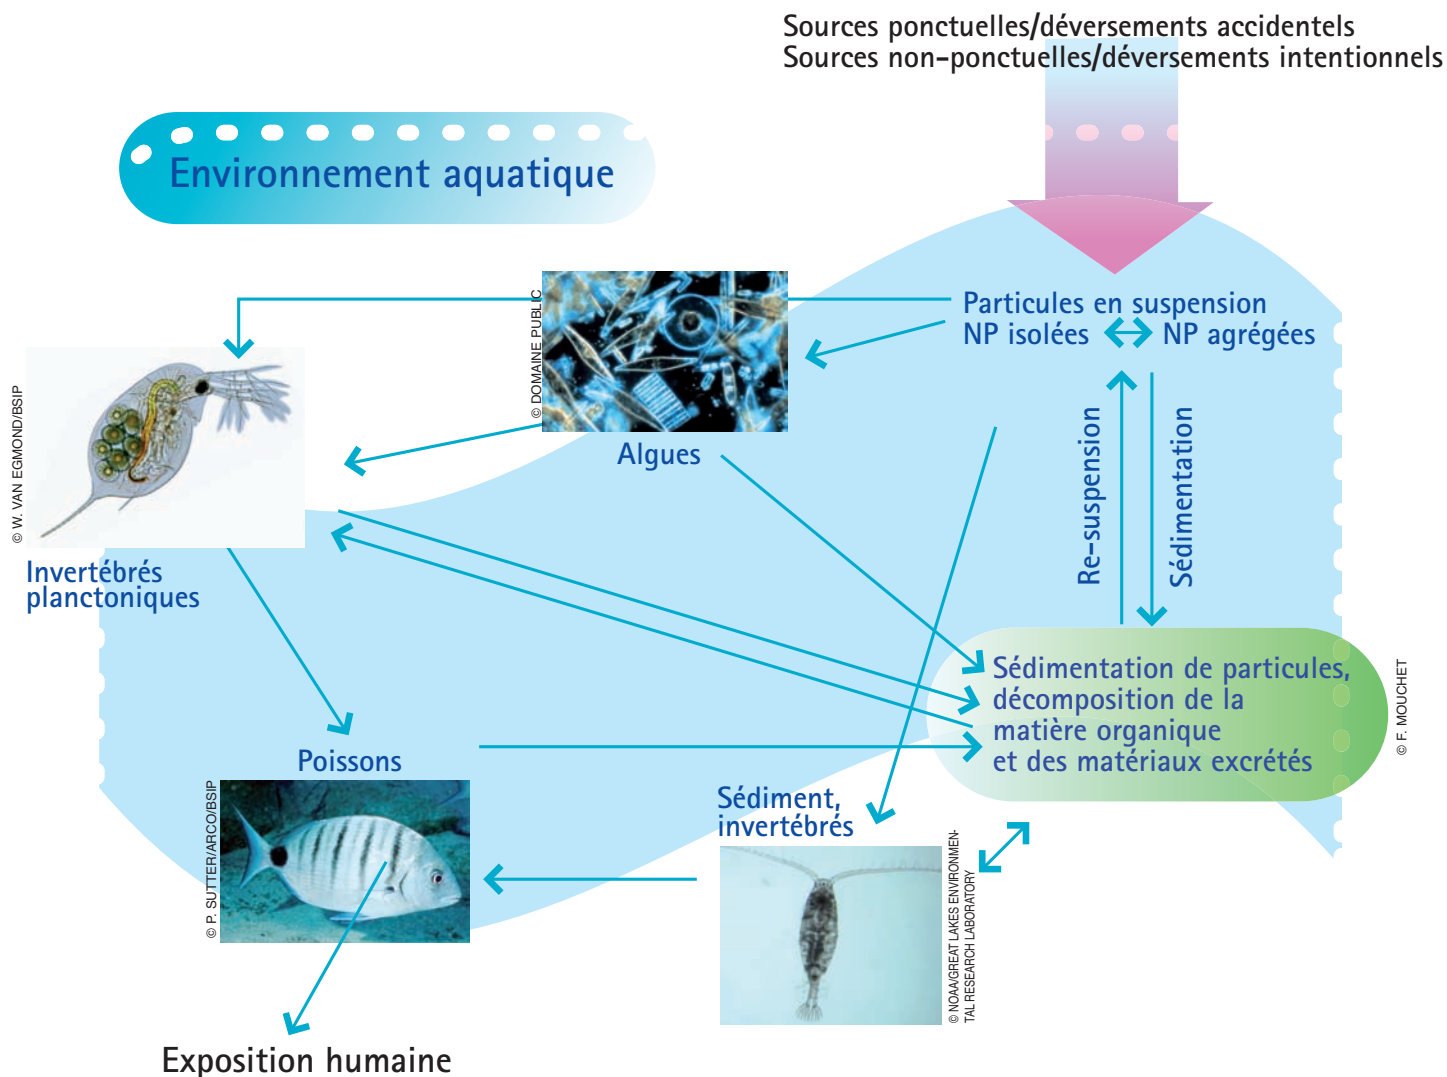 Sources ponctuelles/déversements accidentels
Sources non-ponctuelles/déversements intentionnels
Environnement aquatique
© DOMAINE PUBLIC
Particules en suspension
NP isolées
NP agrégées
© W. VAN EGMOND/BSIP
Algues
Re-suspension
Sédimentation
Invertébrés
planctoniques
Sédimentation de particules,
décomposition de la
matière organique
et des matériaux excrétés
© F. MOUCHET
Poissons
© P. SUTTER/ARCO/BSIP
Sédiment,
invertébrés
© NOAA/GREAT LAKES ENVIRONMEN-
TAL RESEARCH LABORATORY
Exposition humaine